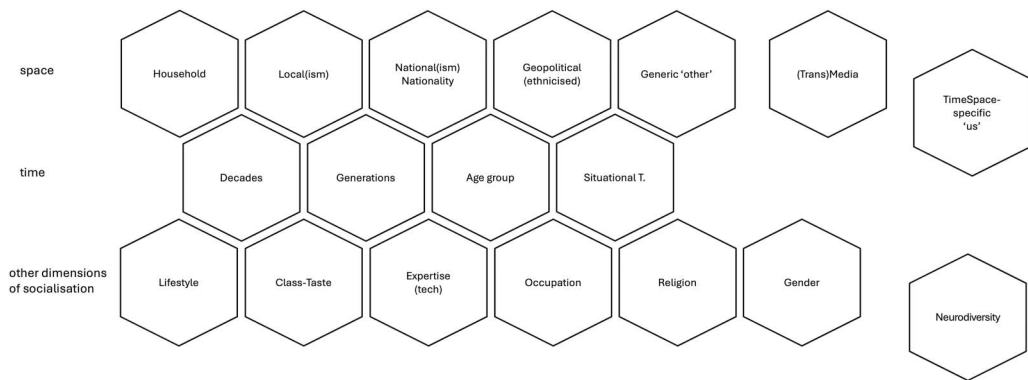 space
Household
Local(ism)
National(ism)
Nationality
Geopolitical
(ethnicised)
Generic ‘other’
(Trans)Media
TimeSpace-
specific
‘us’
time
Decades
Generations
Age group
Situational T.
other dimensions
of socialisation
Lifestyle
Class-Taste
Expertise
(tech)
Occupation
Religion
Gender
Neurodiversity